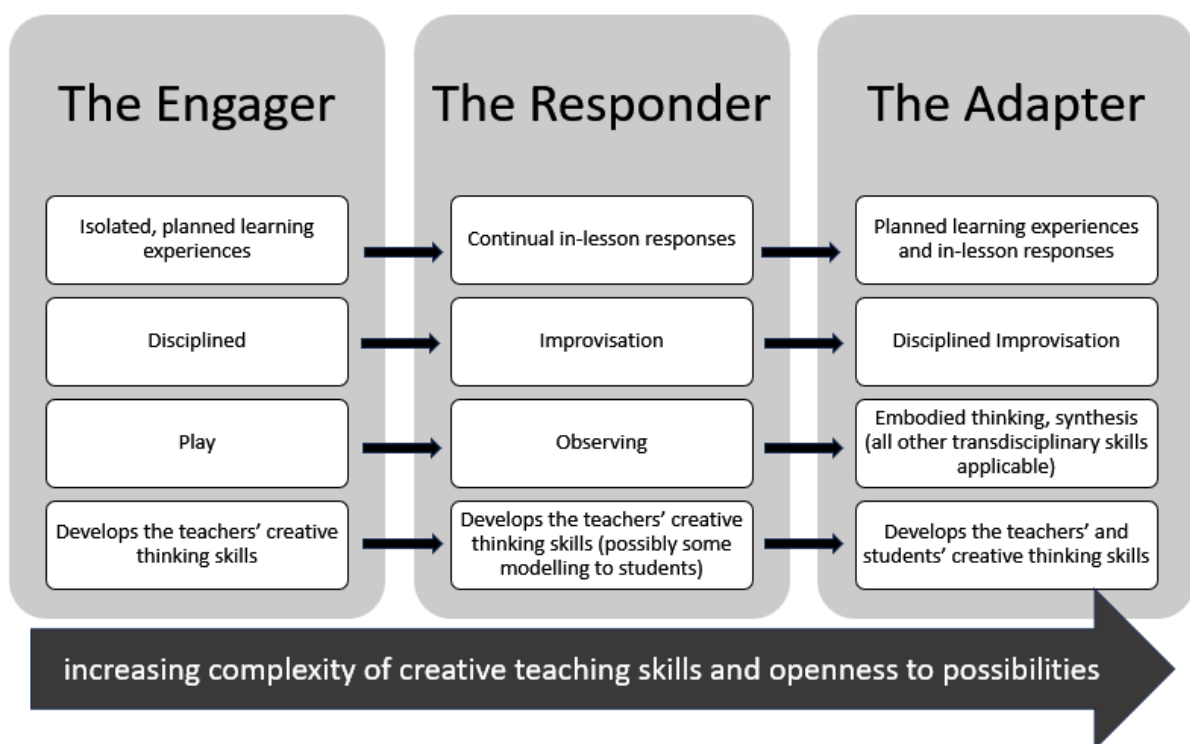 The Engager
Isolated, planned learning
experiences
Disciplined
Play
Develops the teachers’ creative
thinking skills
The Responder
Continual in-lesson responses
Improvisation
Observing
Develops the teachers’ creative
thinking skills (possibly some
modelling to students)
The Adapter
Planned learning experiences
and in-lesson responses
Disciplined Improvisation
Embodied thinking, synthesis
(all other transdisciplinary skills
applicable)
Develops the teachers’ and
students’ creative thinking skills
increasing complexity of creative teaching skills and openness to possibilities